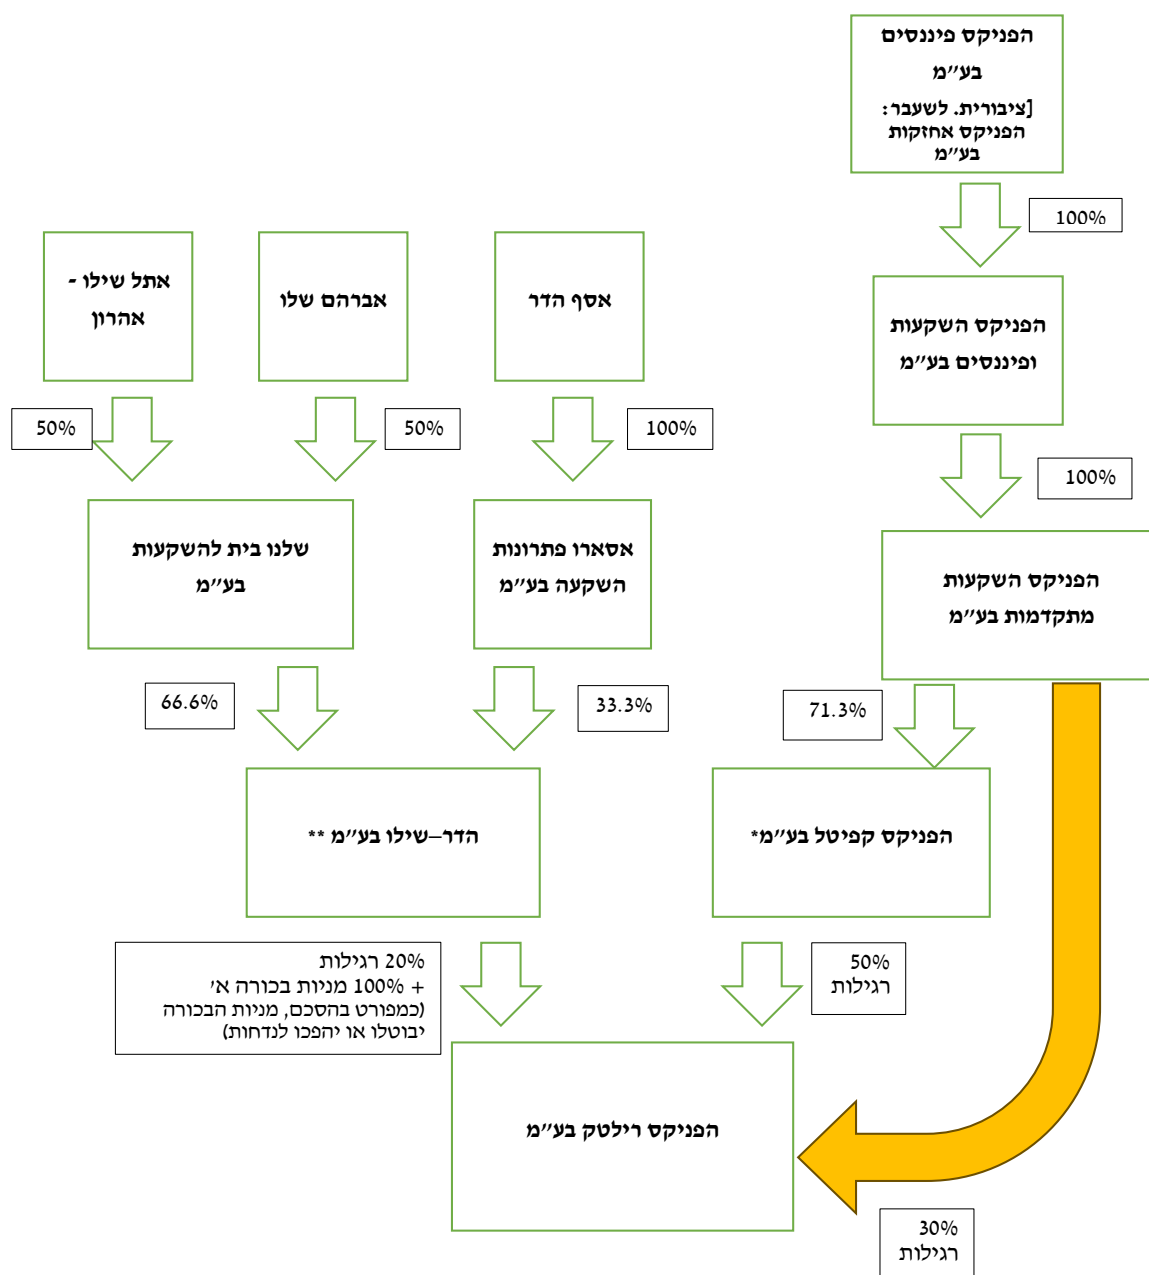 הפניקס פיננסים
בע״מ
[ציבורית. לשעבר:
הפניקס אחזקות
בע״מ
100%
אתל שילו -
אהרון
אברהם שלו
אסף הדר
הפניקס השקעות
ופיננסים בע״מ
50%
50%
100%
100%
שלנו בית להשקעות
בע״מ
אסארו פתרונות
השקעה בע״מ
הפניקס השקעות
מתקדמות בע״מ
66.6%
33.3%
71.3%
הדר–שילו בע״מ **
הפניקס קפיטל בע״מ*
20% רגילות
+ 100% מניות בכורה א׳
(כמפורט בהסכם, מניות הבכורה
יבוטלו או יהפכו לנדחות)
50%
רגילות
הפניקס רילטק בע״מ
30%
רגילות